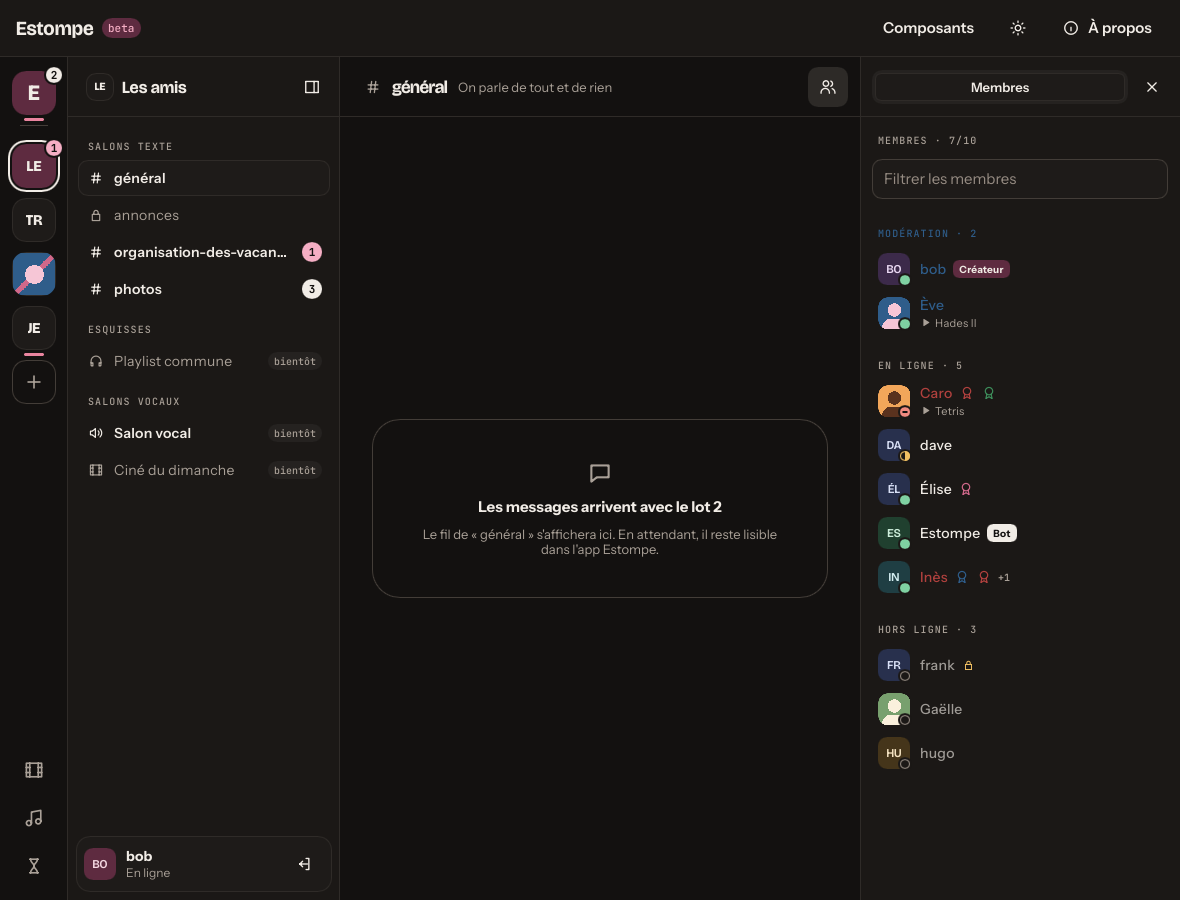 Estompe beta
Composants
À propos
E
2
LE
1
TR
JE
LE Les amis
SALONS TEXTE
# général
annonces
# organisation-des-vacan... 1
# photos 3
ESQUISSES
Playlist commune bientôt
SALONS VOCAUX
Salon vocal bientôt
Ciné du dimanche bientôt
BO bob
En ligne
# général On parle de tout et de rien
Les messages arrivent avec le lot 2
Le fil de « général » s'affichera ici. En attendant, il reste lisible
dans l'app Estompe.
Membres
MEMBRES · 7/10
Filtrer les membres
MODÉRATION · 2
BO bob Créateur
Ève
Hades II
EN LIGNE · 5
Caro
Tetris
DA dave
ÉL Élise
ES Estompe Bot
IN Inès +1
HORS LIGNE · 3
FR frank
Gaëlle
HU hugo